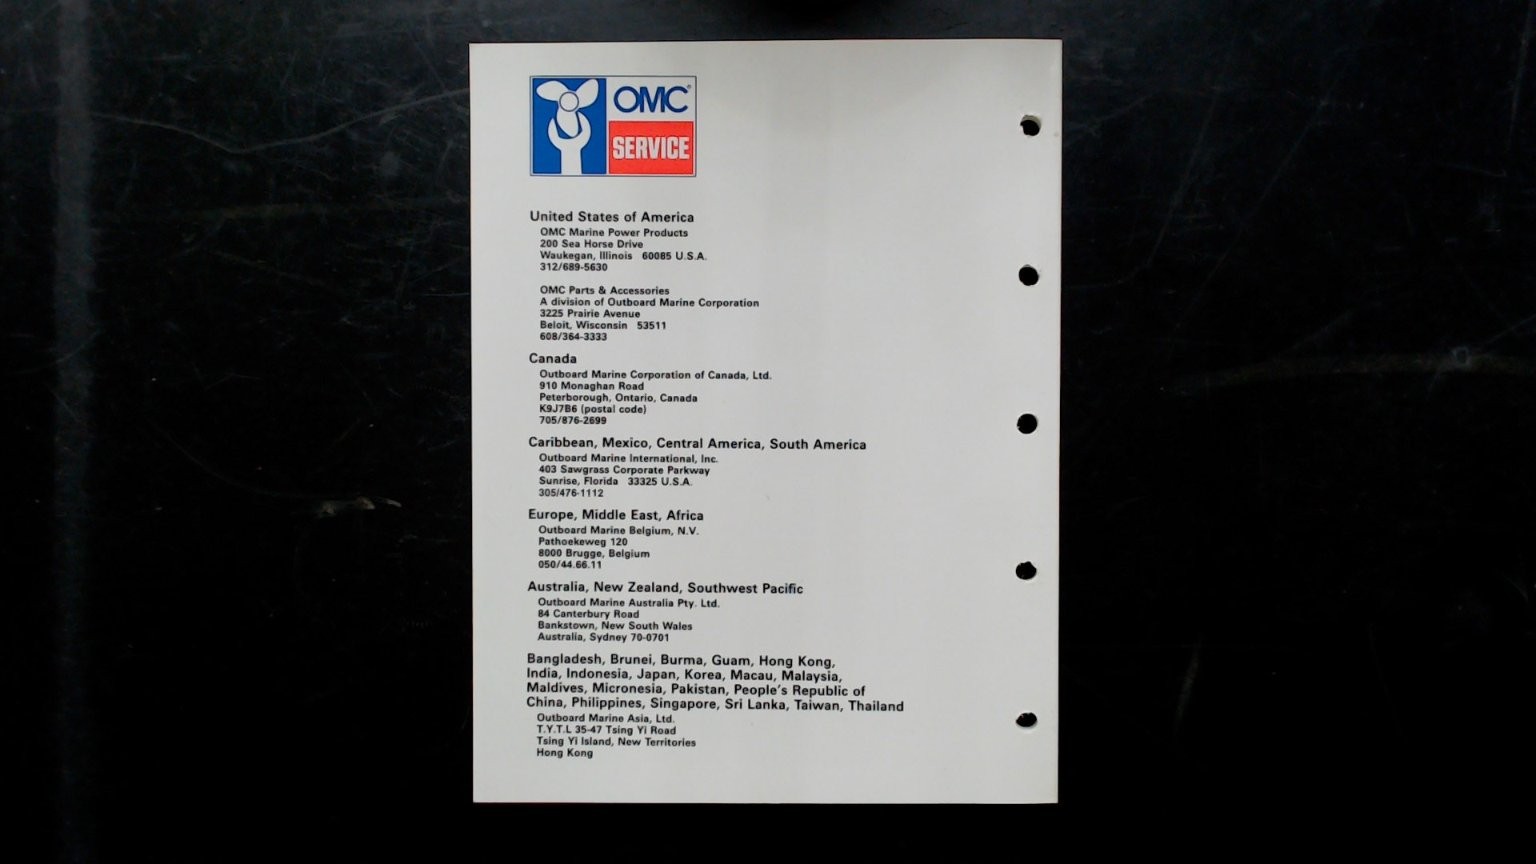 OMC®
SERVICE
United States of America
OMC Marine Power Products
200 Sea Horse Drive
Waukegan, Illinois 60085 U.S.A.
312/689-5630
OMC Parts & Accessories
A division of Outboard Marine Corporation
3225 Prairie Avenue
Beloit, Wisconsin 53511
608/364-3333
Canada
Outboard Marine Corporation of Canada, Ltd.
910 Monaghan Road
Peterborough, Ontario, Canada
K9J7B6 (postal code)
705/876-2699
Caribbean, Mexico, Central America, South America
Outboard Marine International, Inc.
403 Sawgrass Corporate Parkway
Sunrise, Florida 33325 U.S.A.
305/476-1112
Europe, Middle East, Africa
Outboard Marine Belgium, N.V.
Pathoekeweg 120
8000 Brugge, Belgium
050/44.66.11
Australia, New Zealand, Southwest Pacific
Outboard Marine Australia Pty. Ltd.
84 Canterbury Road
Bankstown, New South Wales
Australia, Sydney 70-0701
Bangladesh, Brunei, Burma, Guam, Hong Kong,
India, Indonesia, Japan, Korea, Macau, Malaysia,
Maldives, Micronesia, Pakistan, People's Republic of
China, Philippines, Singapore, Sri Lanka, Taiwan, Thailand
Outboard Marine Asia, Ltd.
T.Y.T.L 35-47 Tsing Yi Road
Tsing Yi Island, New Territories
Hong Kong